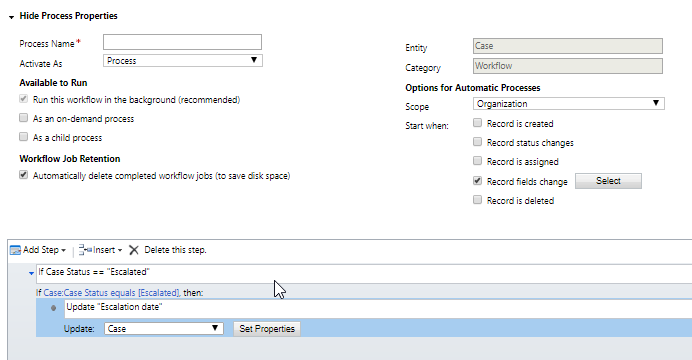 Hide Process Properties
Process Name *
Activate As Process
Available to Run
Run this workflow in the background (recommended)
As an on-demand process
As a child process
Workflow Job Retention
Automatically delete completed workflow jobs (to save disk space)
Entity Case
Category Workflow
Options for Automatic Processes
Scope Organization
Start when: Record is created
Record status changes
Record is assigned
Record fields change Select
Record is deleted
Add Step Insert Delete this step.
If Case Status == "Escalated"
If Case:Case Status equals [Escalated], then:
Update "Escalation date"
Update: Case Set Properties